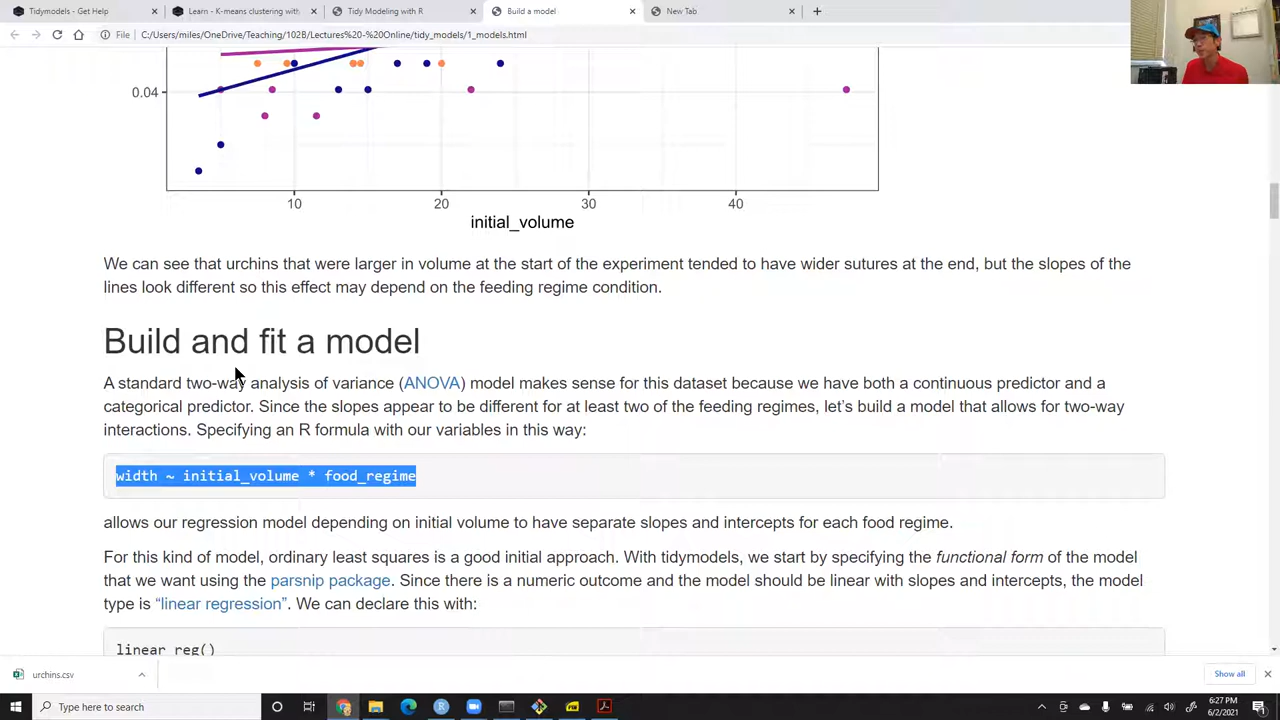 Tidymodels - Get Help
Learn - K-means clustering with
Tidy Modeling with R
Build a model
New Tab
File
C:/Users/miles/OneDrive/Teaching/102B/Lectures%20-%20Online/tidy_models/1_models.html
0.04
10 20 30 40
initial_volume
We can see that urchins that were larger in volume at the start of the experiment tended to have wider sutures at the end, but the slopes of the
lines look different so this effect may depend on the feeding regime condition.
Build and fit a model
A standard two-way analysis of variance (ANOVA) model makes sense for this dataset because we have both a continuous predictor and a
categorical predictor. Since the slopes appear to be different for at least two of the feeding regimes, let's build a model that allows for two-way
interactions. Specifying an R formula with our variables in this way:
width ~ initial_volume * food_regime
allows our regression model depending on initial volume to have separate slopes and intercepts for each food regime.
For this kind of model, ordinary least squares is a good initial approach. With tidymodels, we start by specifying the functional form of the model
that we want using the parsnip package. Since there is a numeric outcome and the model should be linear with slopes and intercepts, the model
type is “linear regression”. We can declare this with:
linear_reg()
urchins.csv
Show all
Type here to search
6:27 PM
6/2/2021